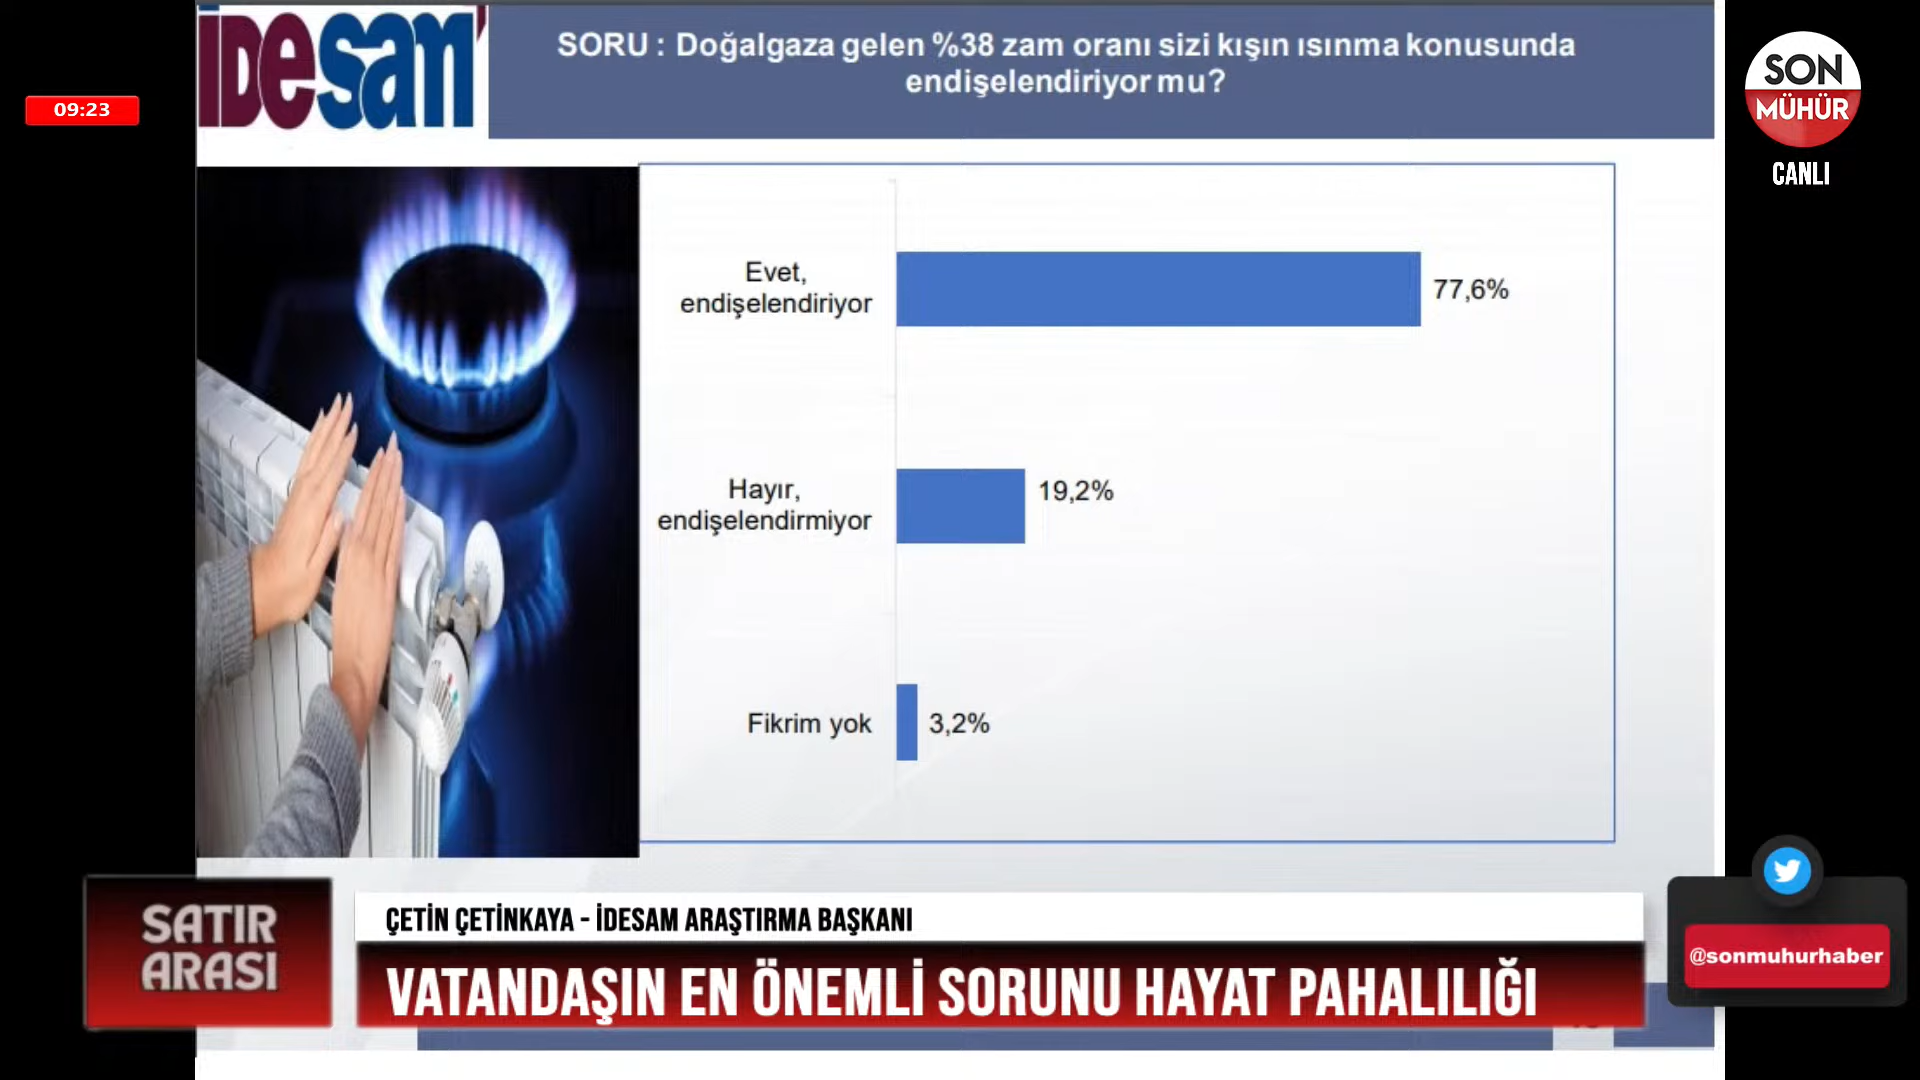 idesam
SORU : Doğalgaza gelen %38 zam oranı sizi kışın ısınma konusunda
endişelendiriyor mu?
09:23
SON
MÜHÜR
CANLI
Evet,
endişelendiriyor
77,6%
Hayır,
endişelendirmiyor
19,2%
Fikrim yok
3,2%
SATIR
ARASI
ÇETİN ÇETİNKAYA - İDESAM ARAŞTIRMA BAŞKANI
VATANDAŞIN EN ÖNEMLİ SORUNU HAYAT PAHALILIĞI
@sonmuhurhaber